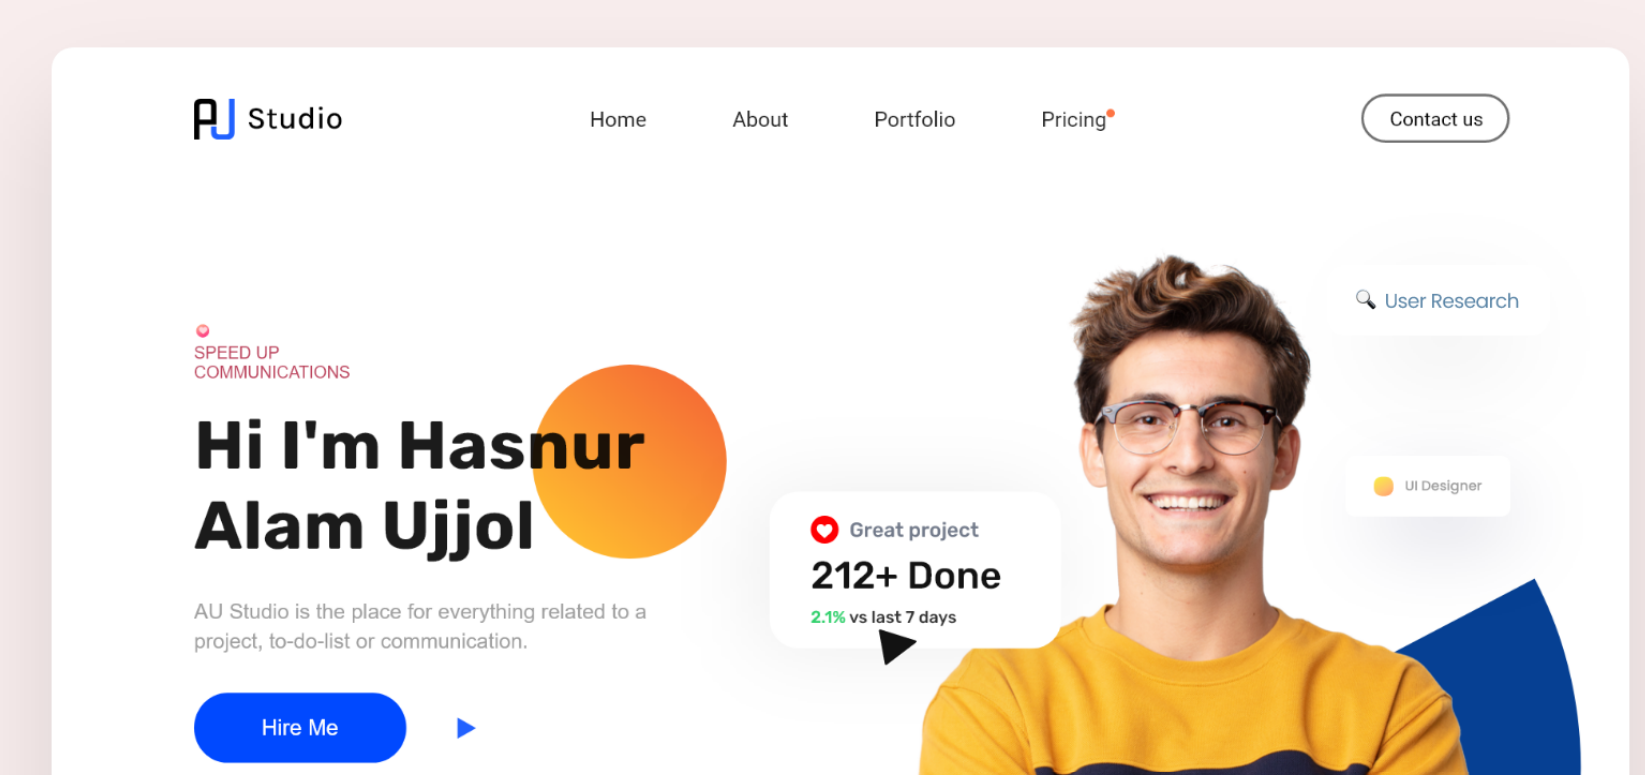 AU Studio
Home
About
Portfolio
Pricing
Contact us
SPEED UP
COMMUNICATIONS
Hi I'm Hasnur
Alam Ujjol
AU Studio is the place for everything related to a
project, to-do-list or communication.
Hire Me
Great project
212+ Done
2.1% vs last 7 days
User Research
UI Designer